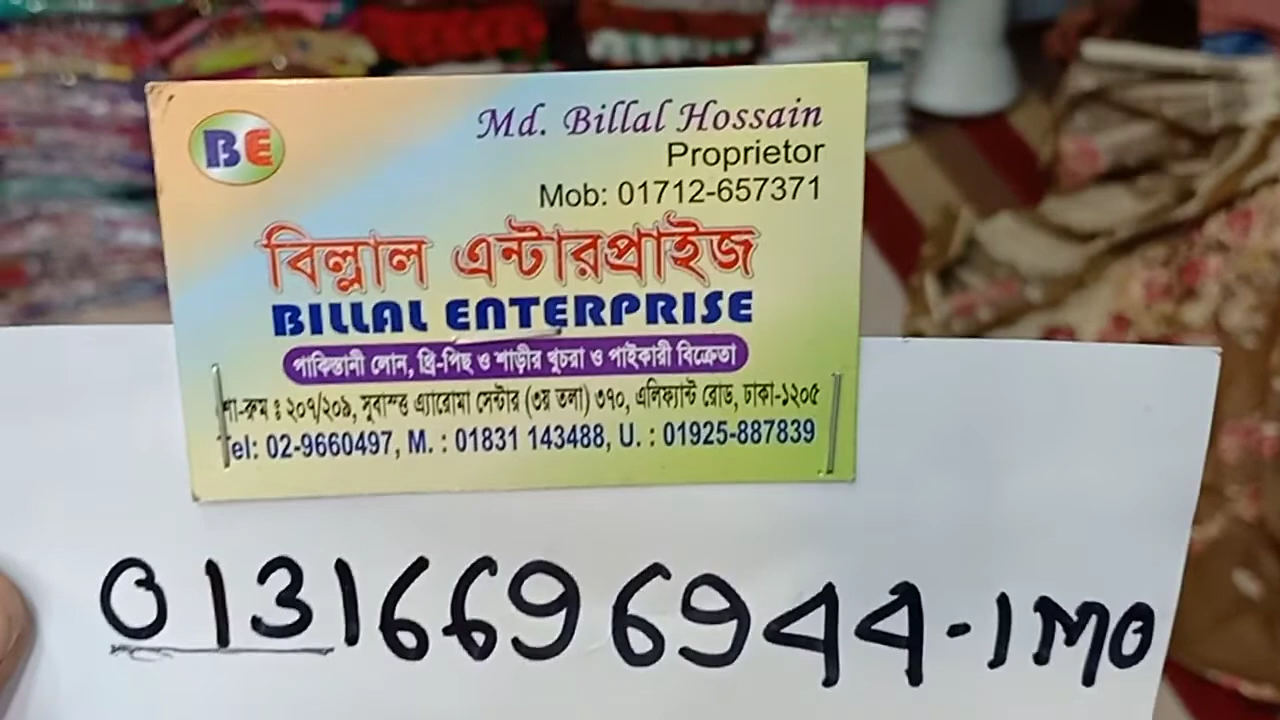 BE
Md. Billal Hossain
Proprietor
Mob: 01712-657371
বিল্লাল এন্টারপ্রাইজ
BILLAL ENTERPRISE
পাকিস্তানী লোন, থ্রি-পিছ ও শাড়ীর খুচরা ও পাইকারী বিক্রেতা
শো-রুম ঃ ২০৭/২০৯, সুবাস্তু এ্যারোমা সেন্টার (৩য় তলা) ৩৭০, এলিফ্যান্ট রোড, ঢাকা-১২০৫
Tel: 02-9660497, M. : 01831 143488, U. : 01925-887839
01316696944-IMO